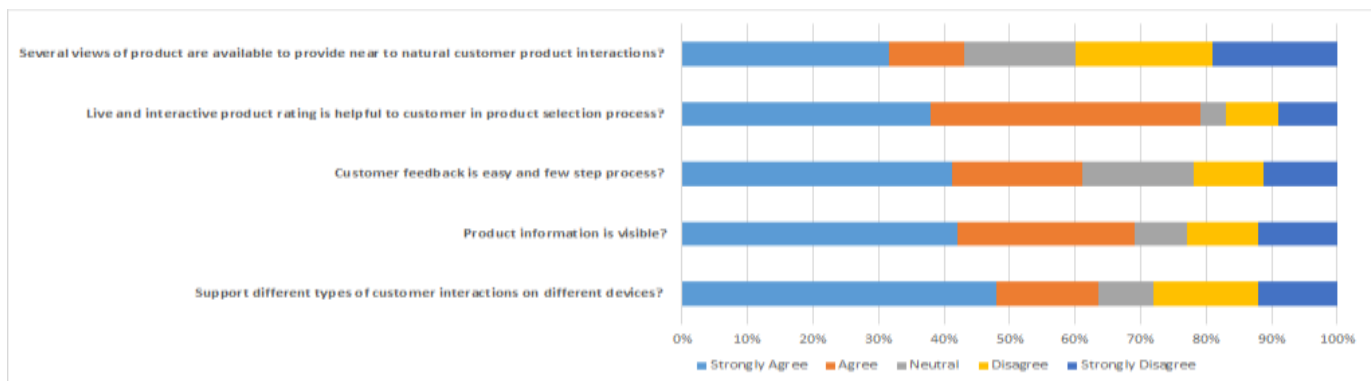 Several views of product are available to provide near to natural customer product interactions?
Live and interactive product rating is helpful to customer in product selection process?
Customer feedback is easy and few step process?
Product information is visible?
Support different types of customer interactions on different devices?
0% 10% 20% 30% 40% 50% 60% 70% 80% 90% 100%
Strongly Agree Agree Neutral Disagree Strongly Disagree